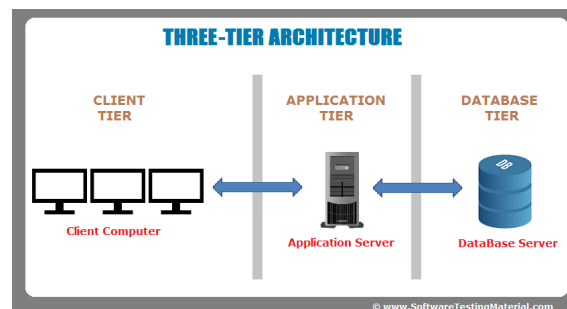 THREE-TIER ARCHITECTURE
CLIENT
TIER
APPLICATION
TIER
DATABASE
TIER
DB
Client Computer
Application Server
DataBase Server
© www.SoftwareTestingMaterial.com